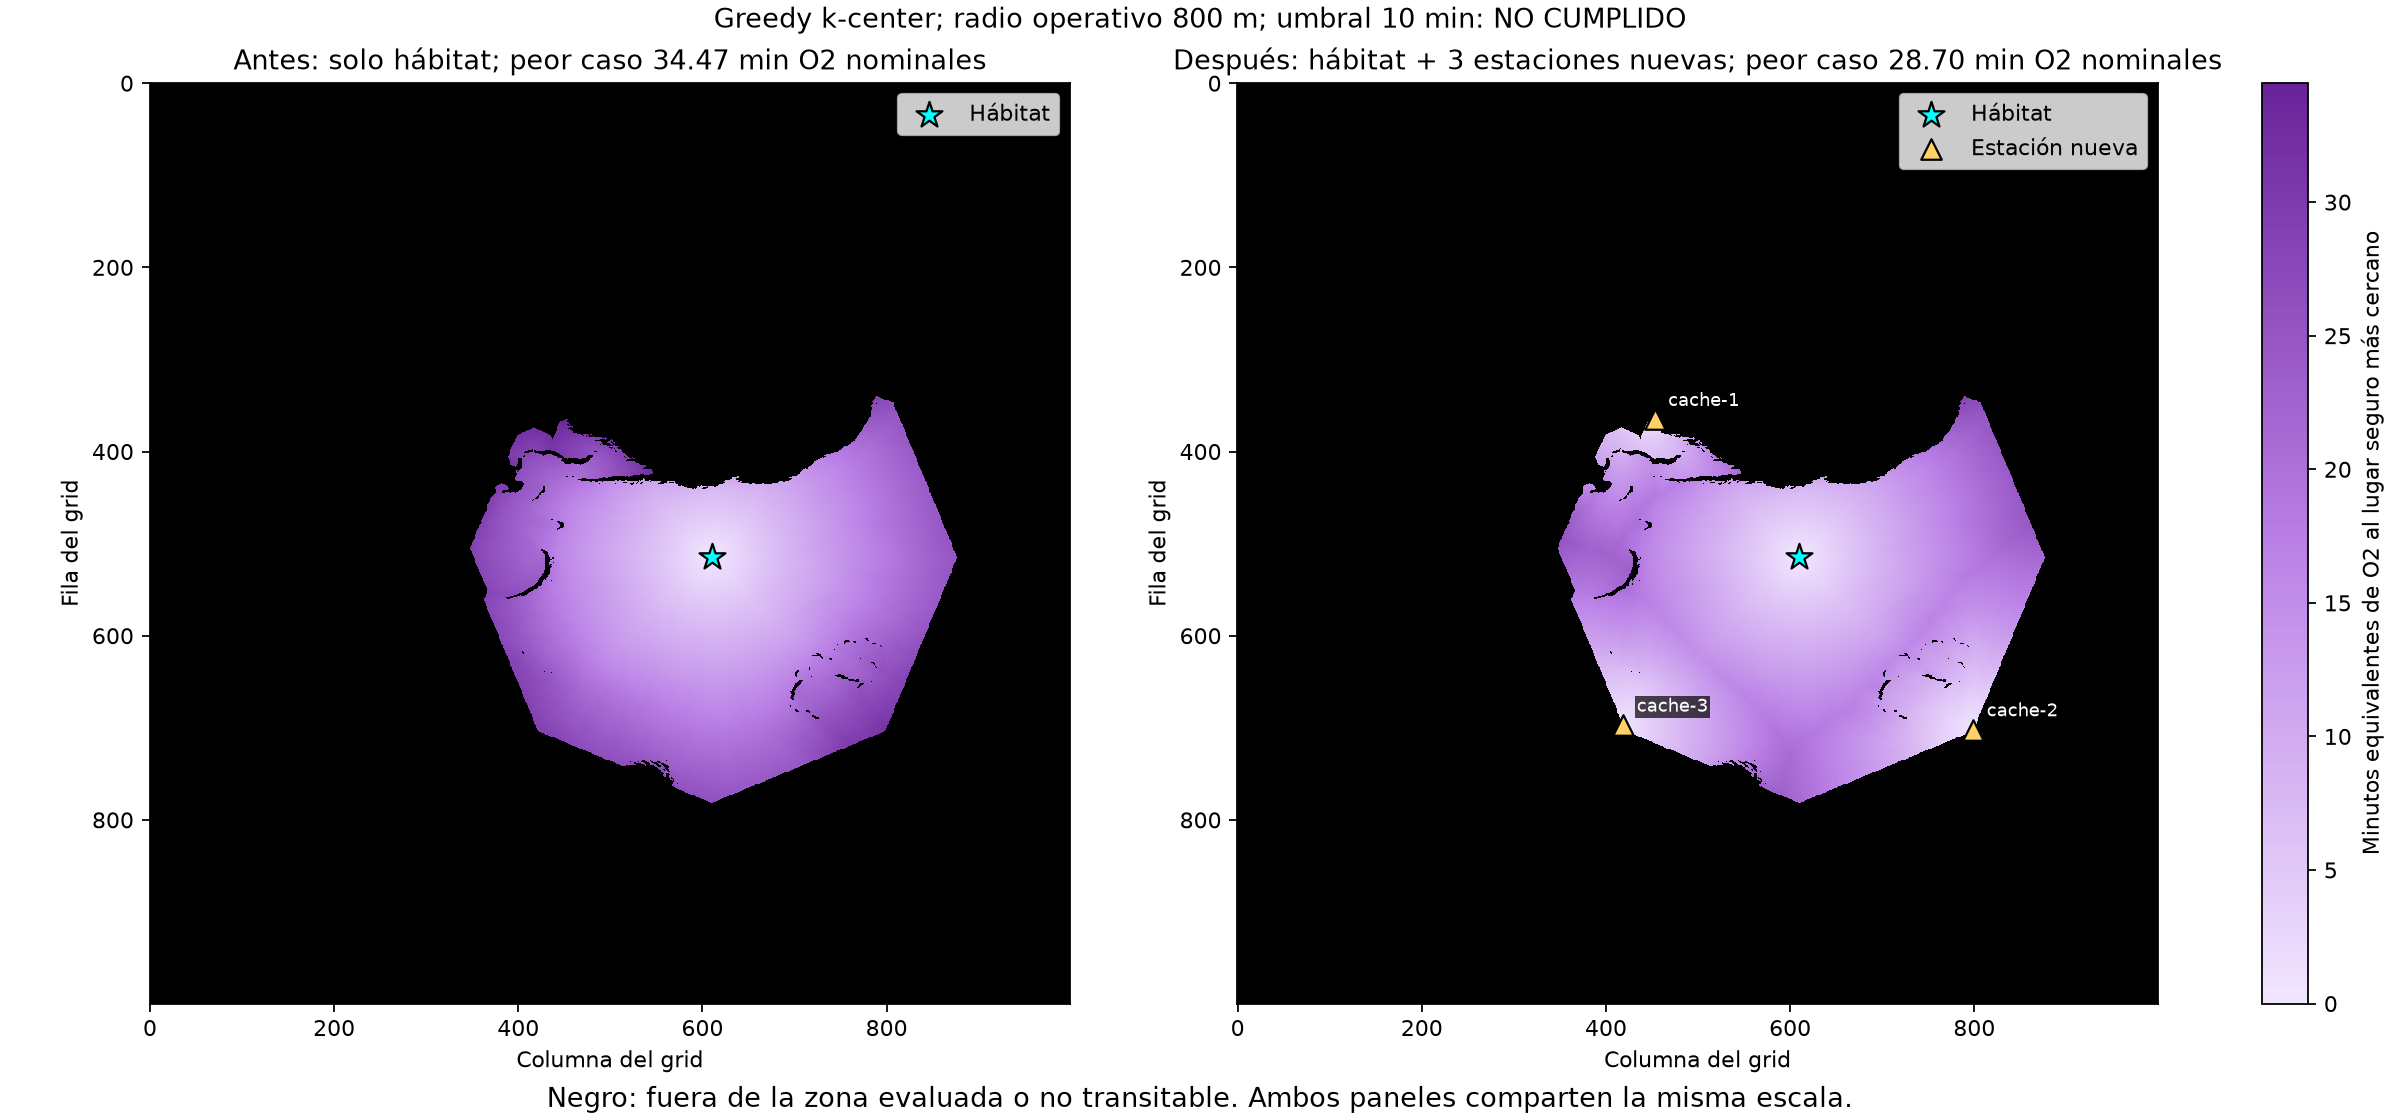 Greedy k-center; radio operativo 800 m; umbral 10 min: NO CUMPLIDO
Antes: solo hábitat; peor caso 34.47 min O2 nominales
Hábitat
0
200
400
600
800
Fila del grid
0
200
400
600
800
Columna del grid
Después: hábitat + 3 estaciones nuevas; peor caso 28.70 min O2 nominales
Hábitat
Estación nueva
cache-1
cache-3
cache-2
0
200
400
600
800
Fila del grid
0
200
400
600
800
Columna del grid
30
25
20
15
10
5
0
Minutos equivalentes de O2 al lugar seguro más cercano
Negro: fuera de la zona evaluada o no transitable. Ambos paneles comparten la misma escala.